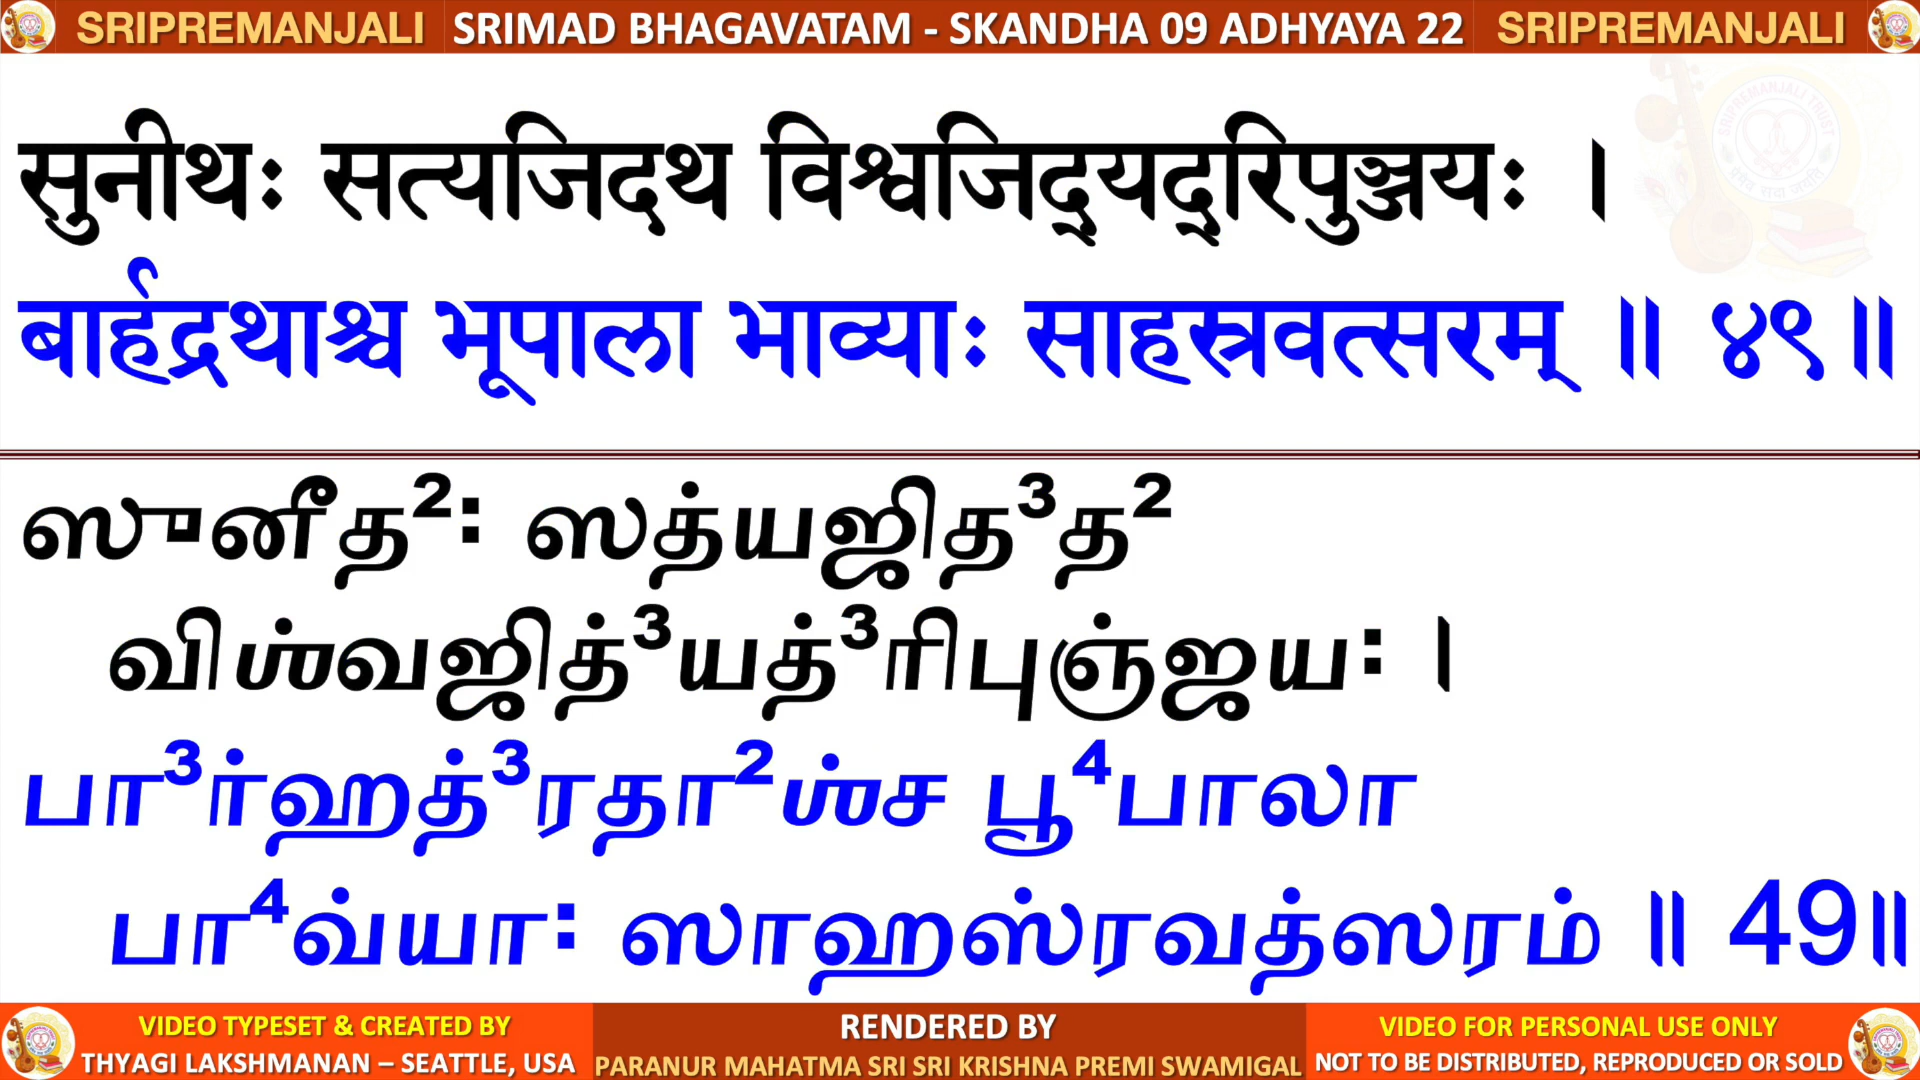 SRIPREMANJALI SRIMAD BHAGAVATAM - SKANDHA 09 ADHYAYA 22 SRIPREMANJALI
सुनीथः सत्यजिदथ विश्वजिद्‌यद्‌रिपुञ्जयः ।
बार्हद्रथाश्च भूपाला भाव्याः साहस्रवत्सरम् ॥ ४९॥
ஸுனீத²: ஸத்யஜித³த²
விஶ்வஜித்³யத்³ரிபுஞ்ஜய: ।
பா³ர்ஹத்³ரதா²ஶ்ச பூ⁴பாலா
பா⁴வ்யா: ஸாஹஸ்ரவத்ஸரம் ॥ 49॥
VIDEO TYPESET & CREATED BY RENDERED BY VIDEO FOR PERSONAL USE ONLY
THYAGI LAKSHMANAN – SEATTLE, USA PARANUR MAHATMA SRI SRI KRISHNA PREMI SWAMIGAL NOT TO BE DISTRIBUTED, REPRODUCED OR SOLD